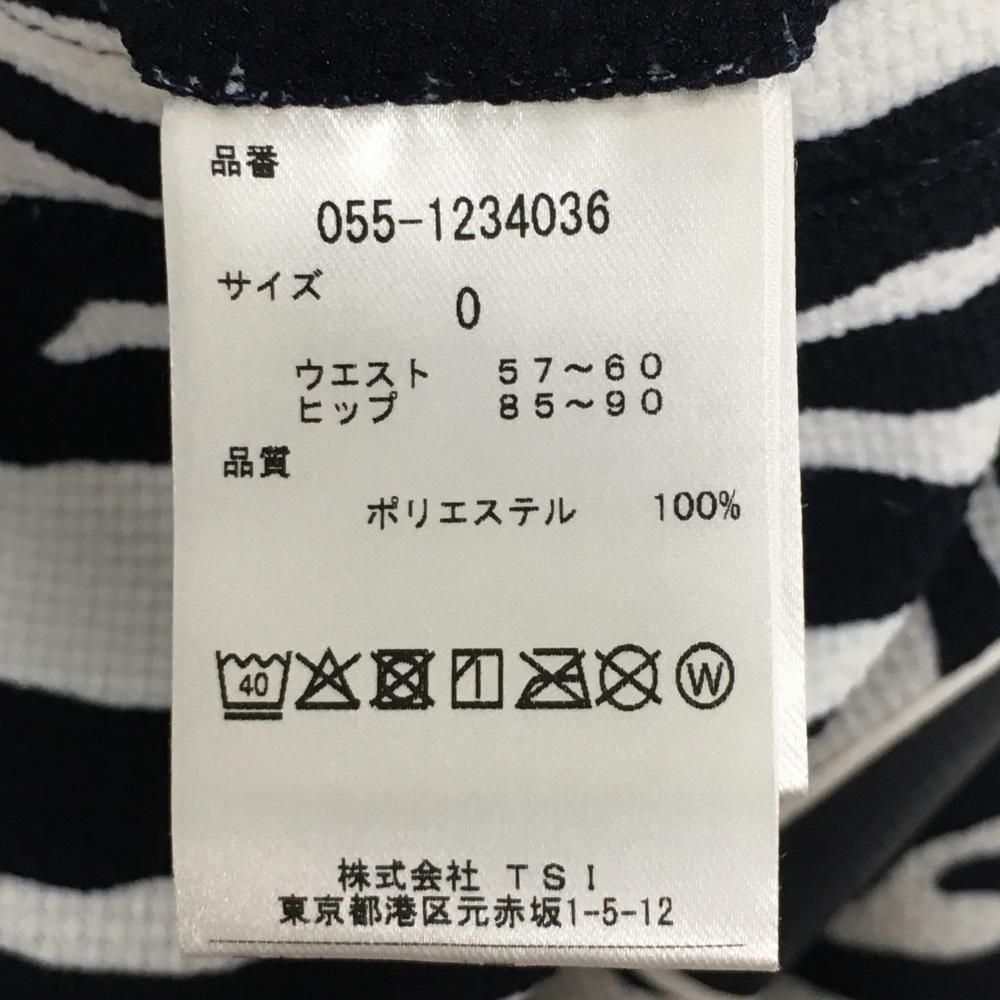 品番
055-1234036
サイズ
0
ウエスト 57～60
ヒップ 85～90
品質
ポリエステル 100%
40 W
株式会社 TSI
東京都港区元赤坂1-5-12